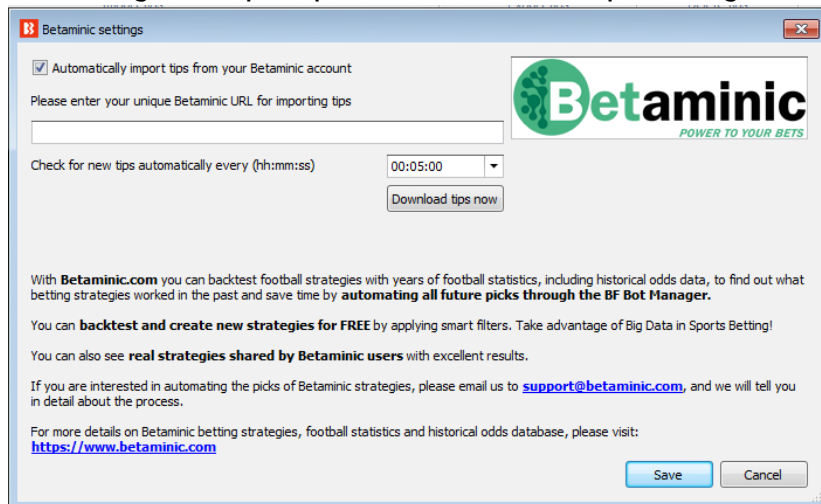 Betaminic settings
Automatically import tips from your Betaminic account
Please enter your unique Betaminic URL for importing tips
Betaminic
POWER TO YOUR BETS
Check for new tips automatically every (hh:mm:ss)
00:05:00
Download tips now
With Betaminic.com you can backtest football strategies with years of football statistics, including historical odds data, to find out what
betting strategies worked in the past and save time by automating all future picks through the BF Bot Manager.
You can backtest and create new strategies for FREE by applying smart filters. Take advantage of Big Data in Sports Betting!
You can also see real strategies shared by Betaminic users with excellent results.
If you are interested in automating the picks of Betaminic strategies, please email us to support@betaminic.com, and we will tell you
in detail about the process.
For more details on Betaminic betting strategies, football statistics and historical odds database, please visit:
https://www.betaminic.com
Save
Cancel